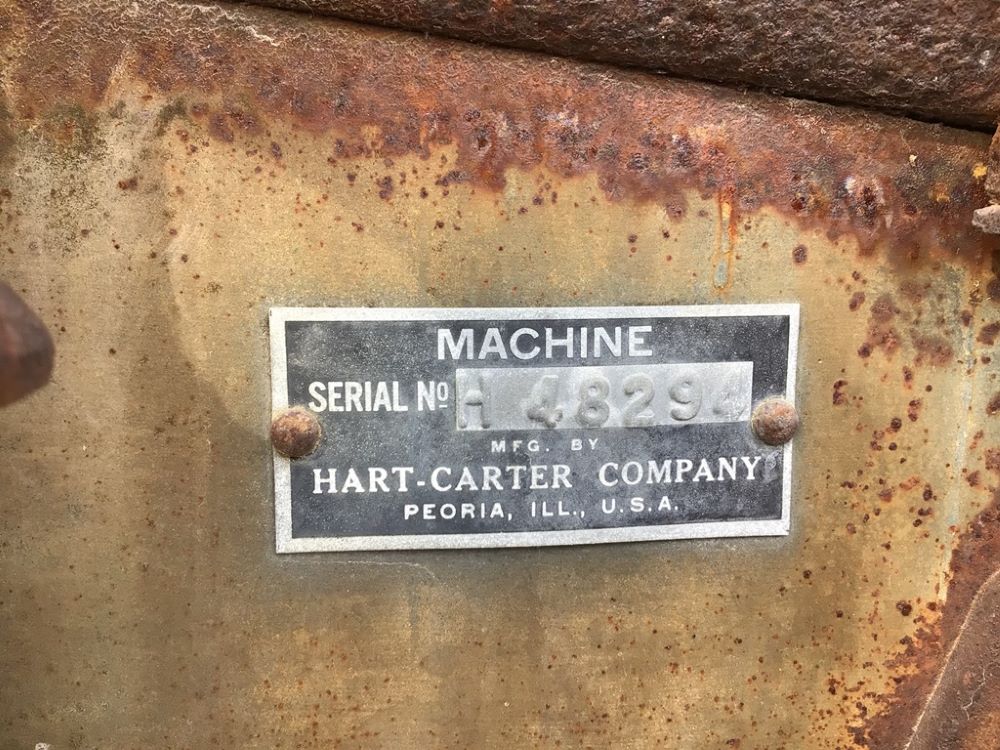 MACHINE
SERIAL Nº H 48294
MFG. BY
HART-CARTER COMPANY
PEORIA, ILL., U.S.A.